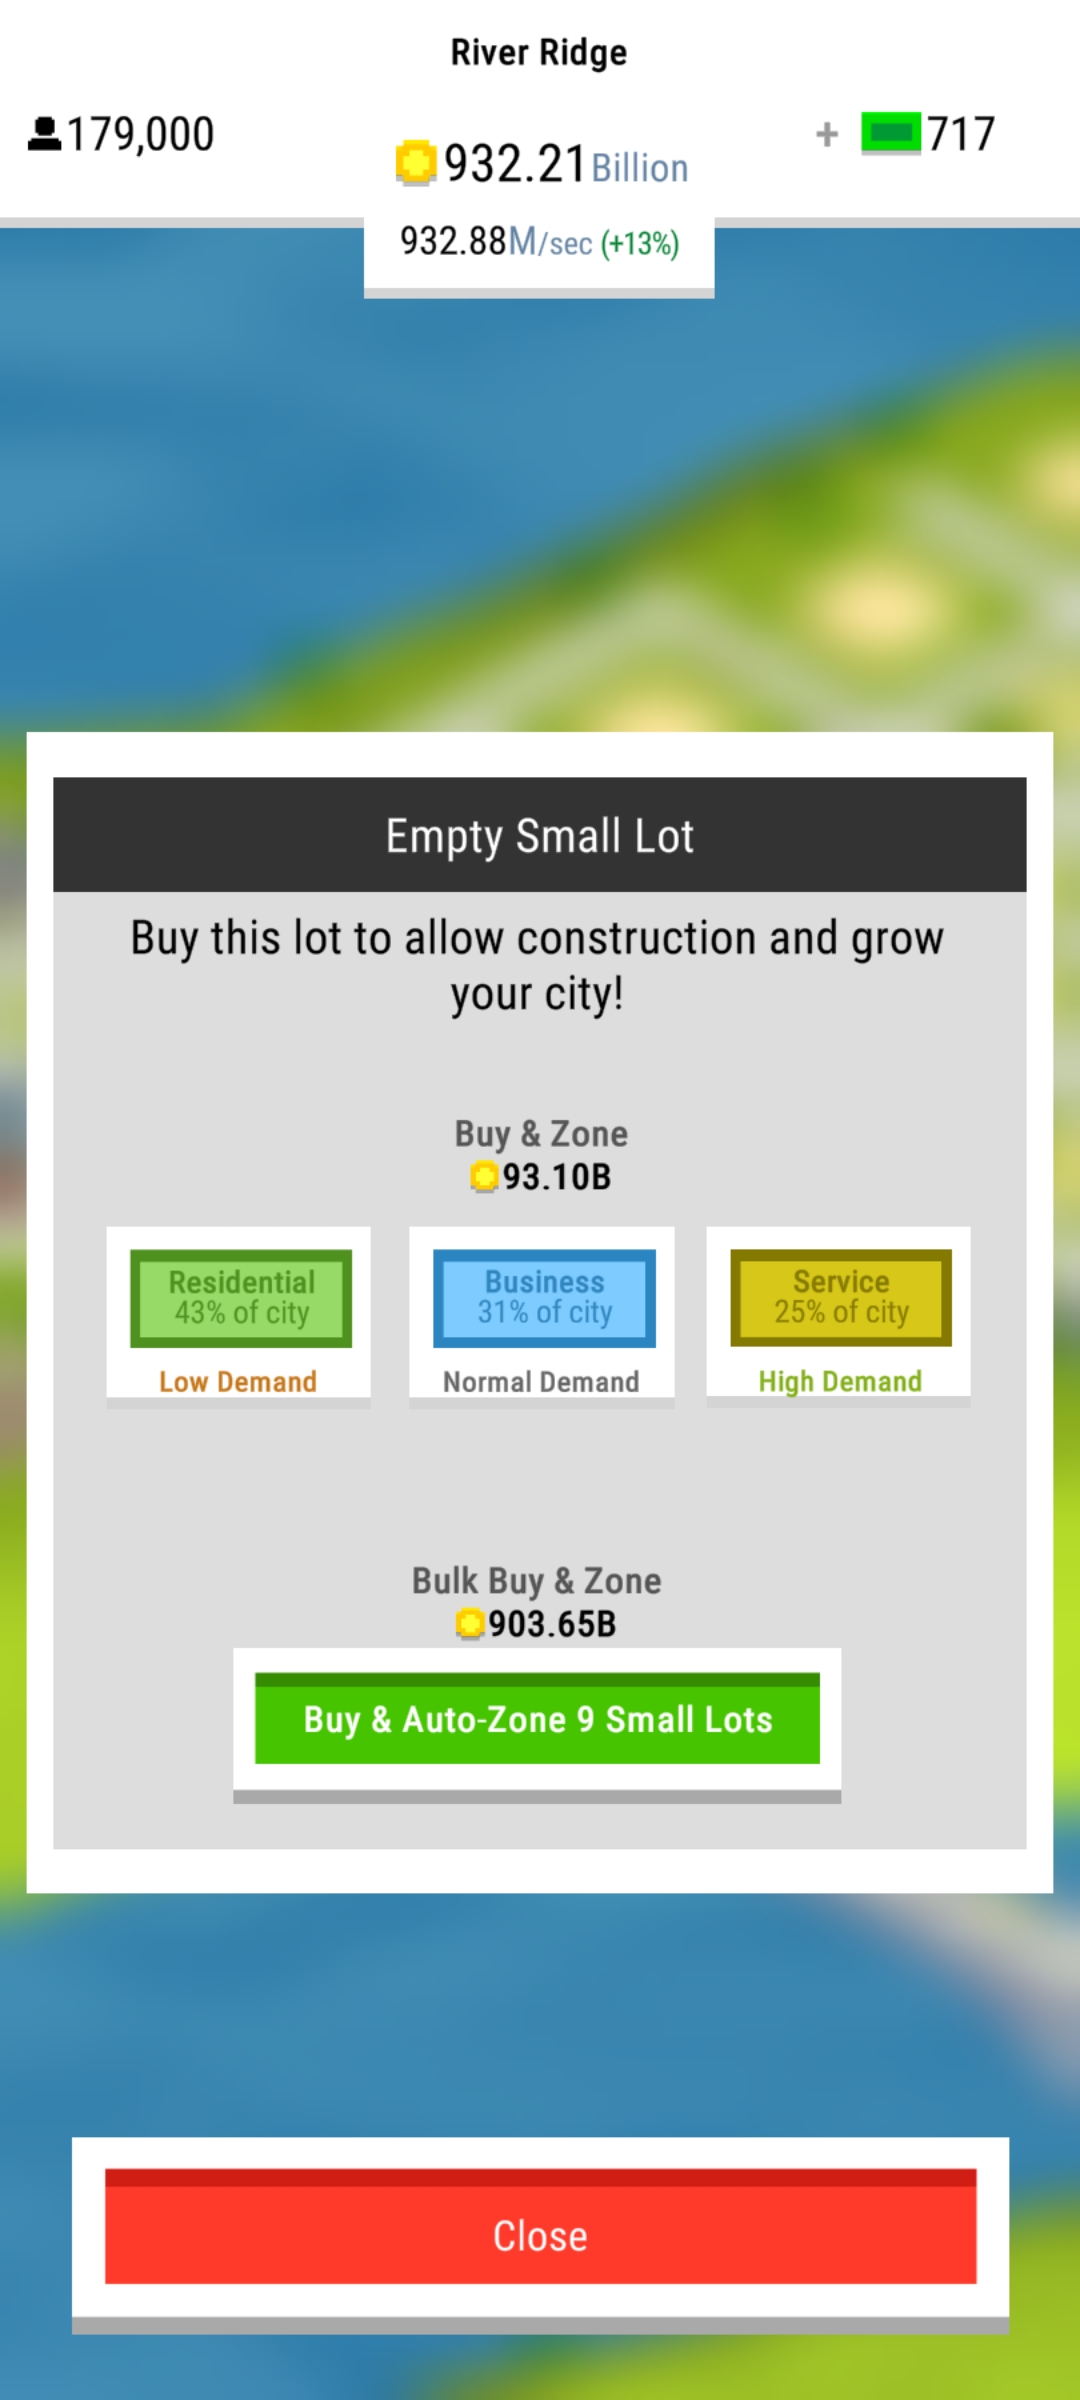 River Ridge
179,000
932.21 Billion
+ 717
932.88M/sec (+13%)
Empty Small Lot
Buy this lot to allow construction and grow
your city!
Buy & Zone
93.10B
Residential
43% of city
Low Demand
Business
31% of city
Normal Demand
Service
25% of city
High Demand
Bulk Buy & Zone
903.65B
Buy & Auto-Zone 9 Small Lots
Close